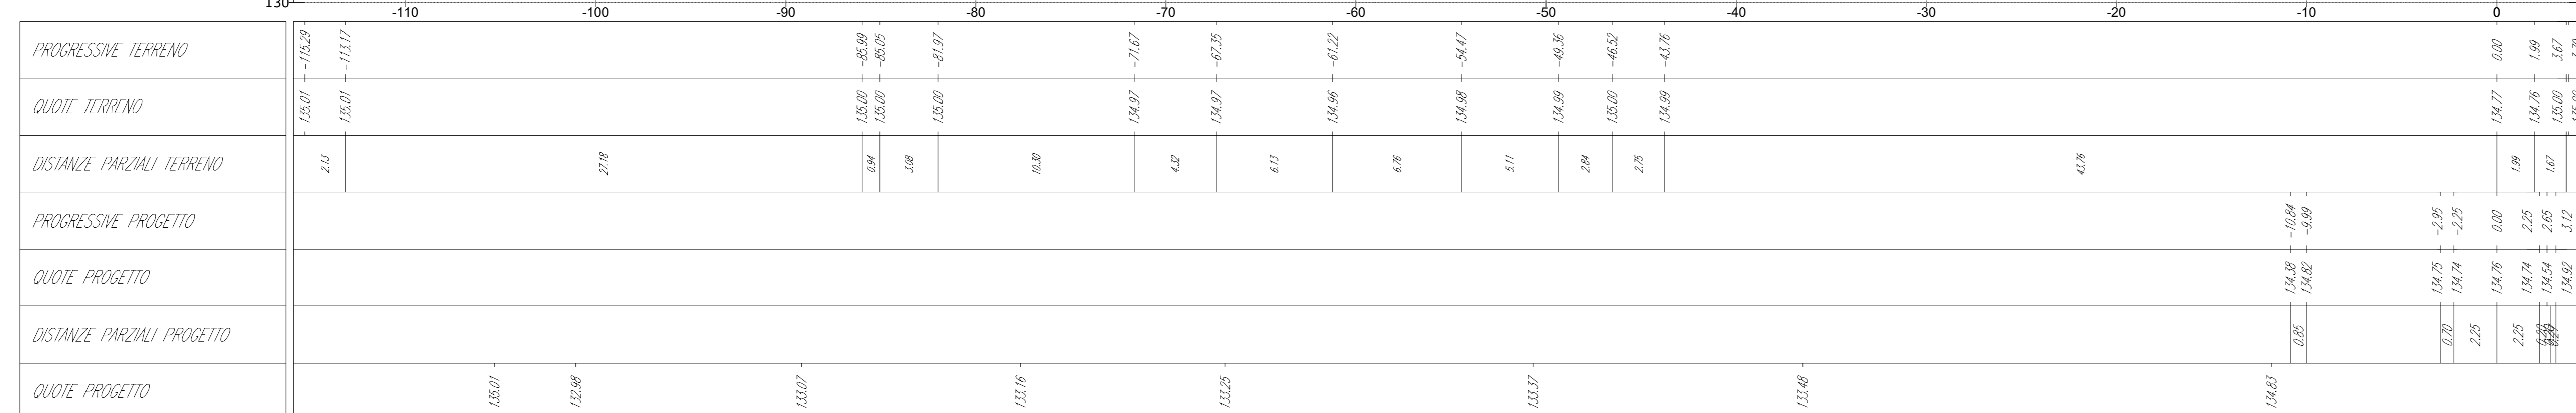 130
-110 -100 -90 -80 -70 -60 -50 -40 -30 -20 -10 0
PROGRESSIVE TERRENO -115.29 -113.17 -85.99 -85.05 -81.97 -71.67 -67.35 -61.22 -54.47 -49.36 -46.52 -43.76 0.00 1.99 3.67
QUOTE TERRENO 135.01 135.01 135.00 135.00 135.00 134.97 134.97 134.96 134.98 134.99 135.00 134.99 134.77 134.76 135.00
DISTANZE PARZIALI TERRENO 2.13 27.18 0.94 3.08 10.30 4.32 6.13 6.76 5.11 2.84 2.75 43.76 1.99 1.67
PROGRESSIVE PROGETTO -10.84 -9.99 -2.95 -2.25 0.00 2.25 2.65 3.12
QUOTE PROGETTO 134.38 134.82 134.75 134.74 134.76 134.74 134.54 134.92
DISTANZE PARZIALI PROGETTO 0.85 0.70 2.25 2.25
QUOTE PROGETTO 135.01 132.98 133.07 133.16 133.25 133.37 133.48 134.83